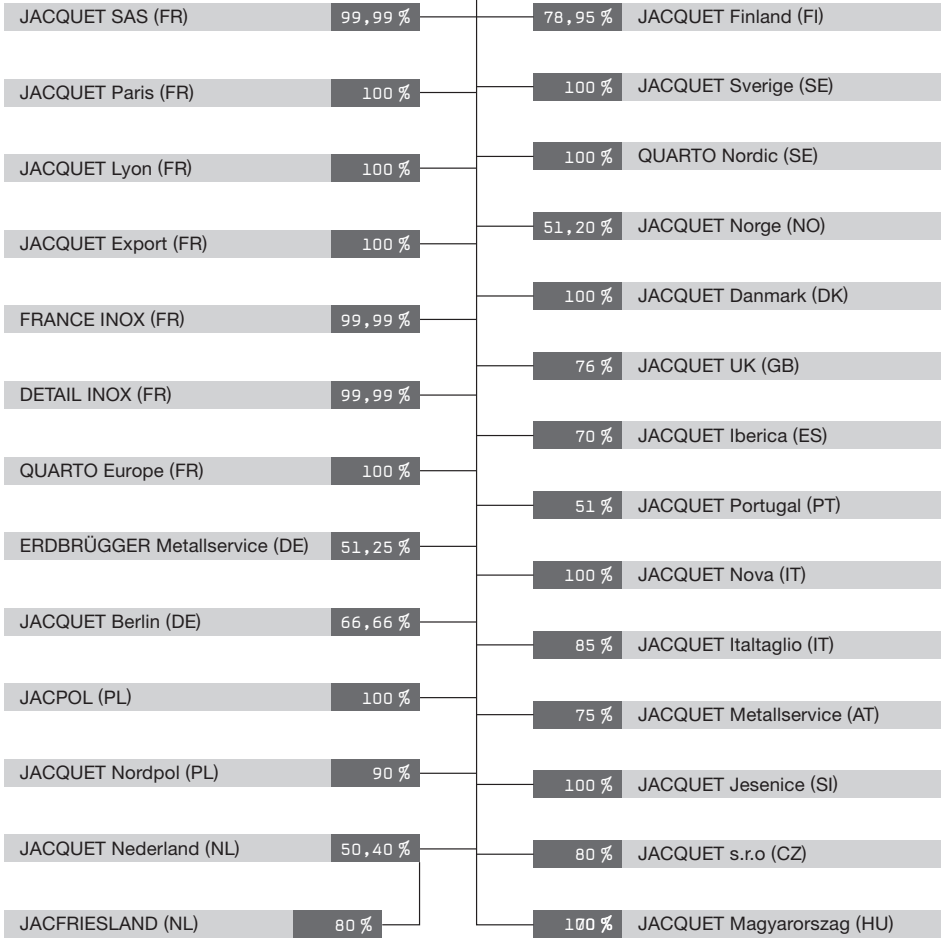 JACQUET SAS (FR) 99,99 %
JACQUET Paris (FR) 100 %
JACQUET Lyon (FR) 100 %
JACQUET Export (FR) 100 %
FRANCE INOX (FR) 99,99 %
DETAIL INOX (FR) 99,99 %
QUARTO Europe (FR) 100 %
ERDBRÜGGER Metallservice (DE) 51,25 %
JACQUET Berlin (DE) 66,66 %
JACPOL (PL) 100 %
JACQUET Nordpol (PL) 90 %
JACQUET Nederland (NL) 50,40 %
JACFRIESLAND (NL) 80 %
78,95 % JACQUET Finland (FI)
100 % JACQUET Sverige (SE)
100 % QUARTO Nordic (SE)
51,20 % JACQUET Norge (NO)
100 % JACQUET Danmark (DK)
76 % JACQUET UK (GB)
70 % JACQUET Iberica (ES)
51 % JACQUET Portugal (PT)
100 % JACQUET Nova (IT)
85 % JACQUET Italtaglio (IT)
75 % JACQUET Metallservice (AT)
100 % JACQUET Jesenice (SI)
80 % JACQUET s.r.o (CZ)
JACQUET Magyarorszag (HU)